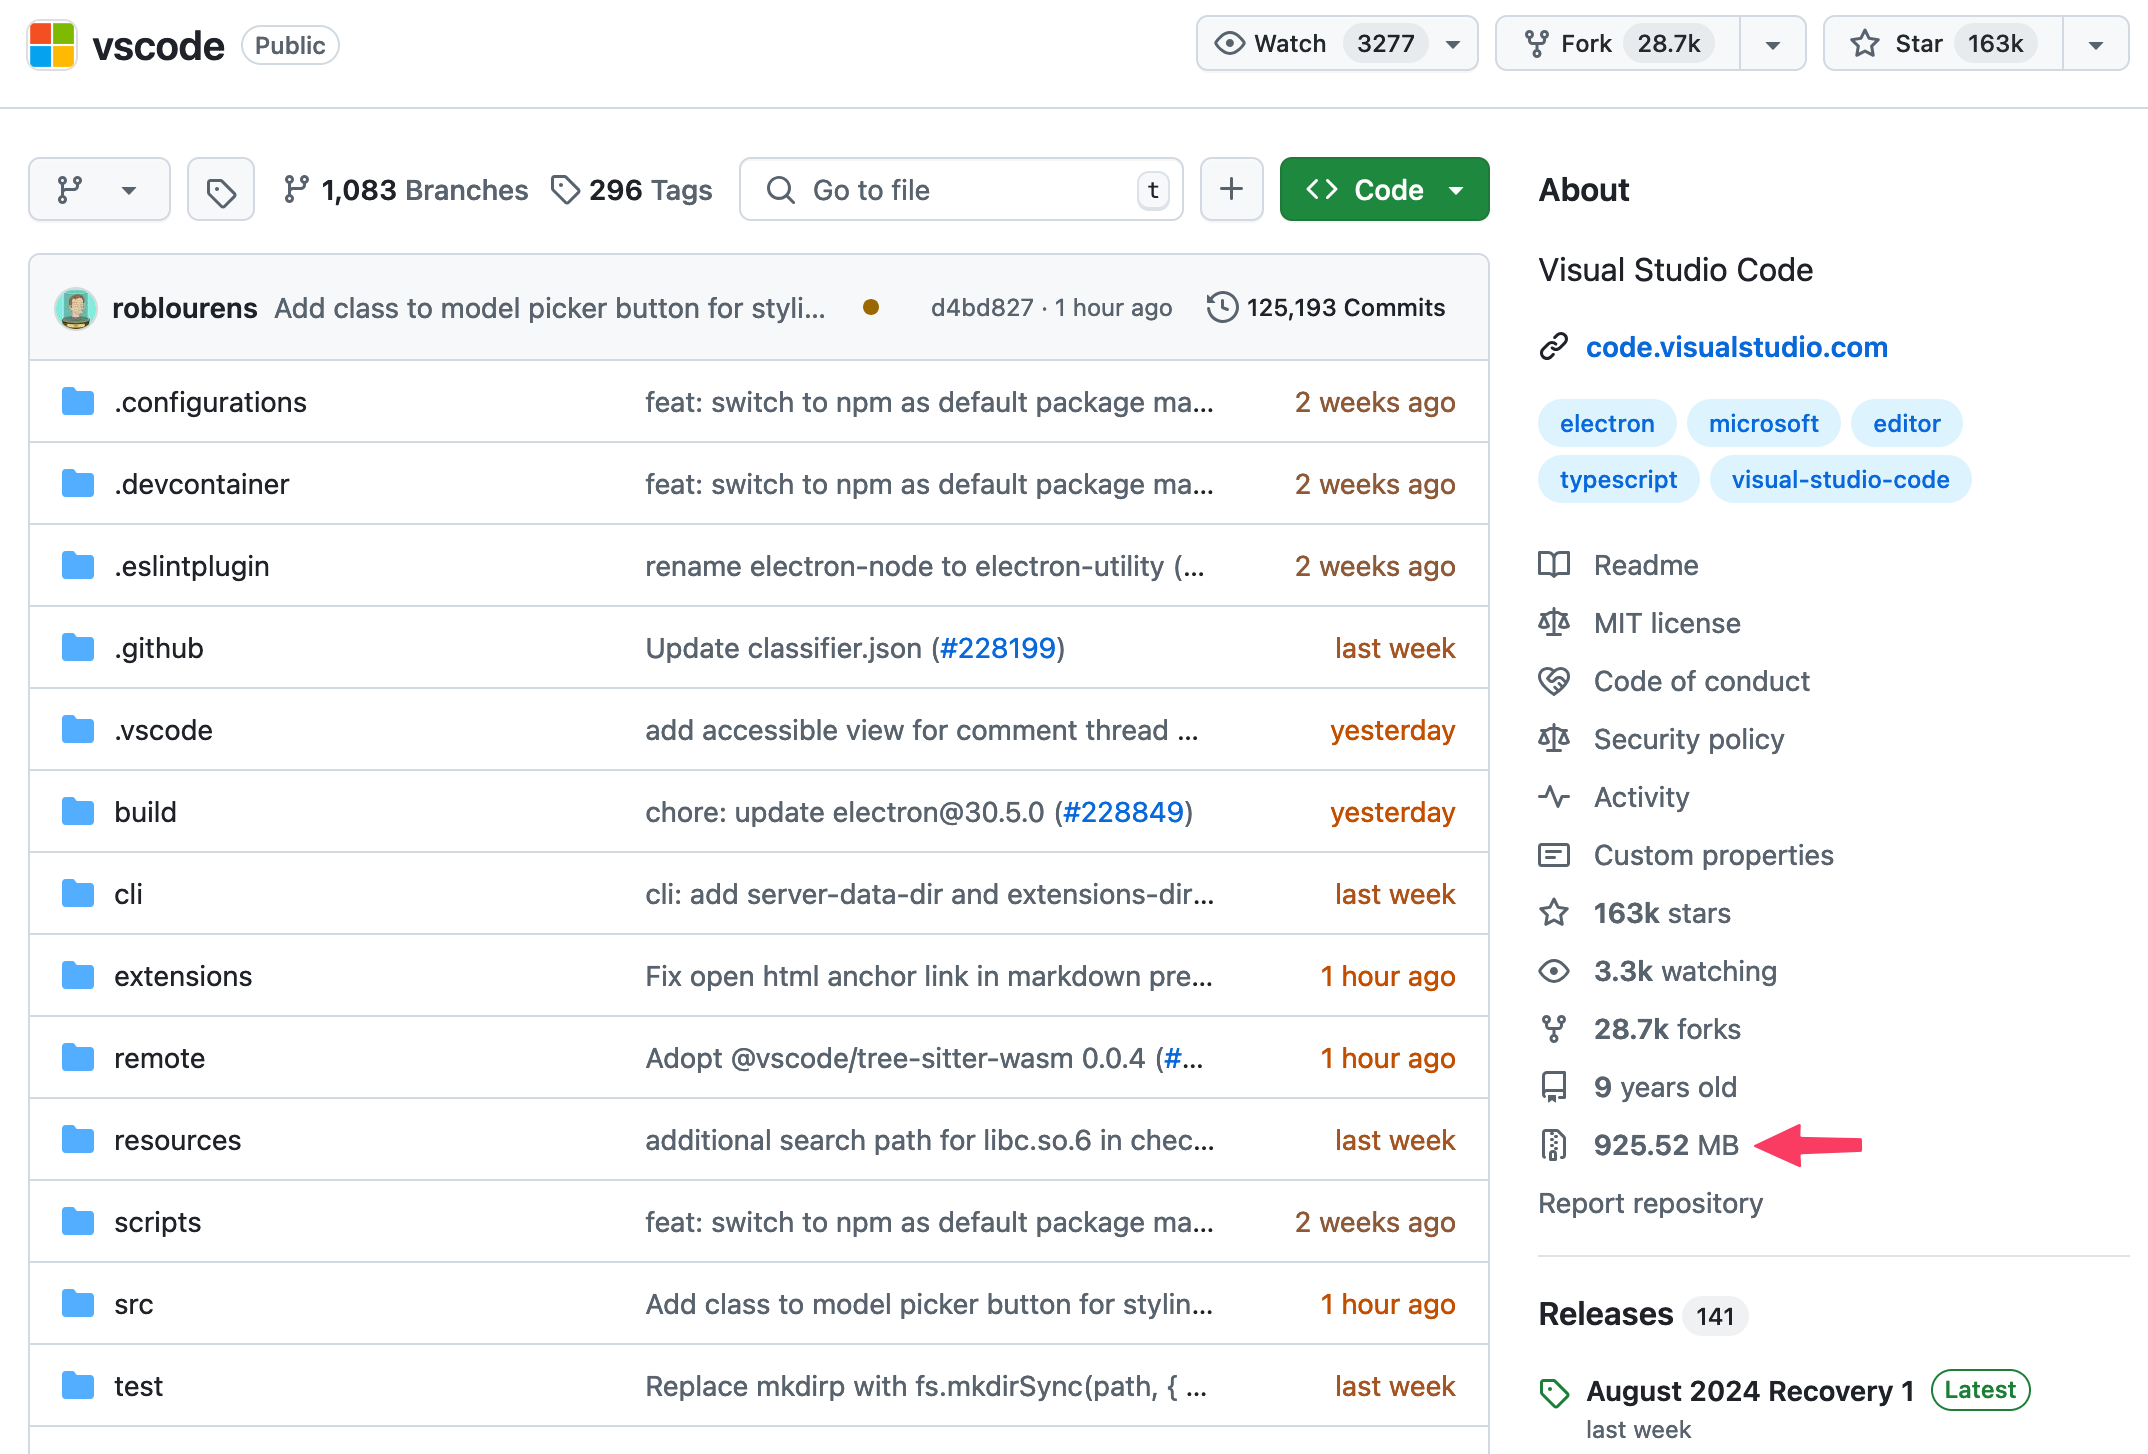 vscode Public Watch 3277 Fork 28.7k Star 163k
1,083 Branches 296 Tags Go to file t Code
roblourens Add class to model picker button for styli... d4bd827 · 1 hour ago 125,193 Commits
.configurations feat: switch to npm as default package ma... 2 weeks ago
.devcontainer feat: switch to npm as default package ma... 2 weeks ago
.eslintplugin rename electron-node to electron-utility (... 2 weeks ago
.github Update classifier.json (#228199) last week
.vscode add accessible view for comment thread ... yesterday
build chore: update electron@30.5.0 (#228849) yesterday
cli cli: add server-data-dir and extensions-dir... last week
extensions Fix open html anchor link in markdown pre... 1 hour ago
remote Adopt @vscode/tree-sitter-wasm 0.0.4 (#... 1 hour ago
resources additional search path for libc.so.6 in chec... last week
scripts feat: switch to npm as default package ma... 2 weeks ago
src Add class to model picker button for stylin... 1 hour ago
test Replace mkdirp with fs.mkdirSync(path, { ... last week
About
Visual Studio Code
code.visualstudio.com
electron microsoft editor
typescript visual-studio-code
Readme
MIT license
Code of conduct
Security policy
Activity
Custom properties
163k stars
3.3k watching
28.7k forks
9 years old
925.52 MB
Report repository
Releases 141
August 2024 Recovery 1 Latest
last week